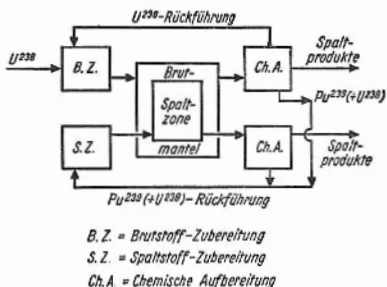 U²³⁸-Rückführung
U²³⁸
B.Z.
Brut-
Spalt-
zone
mantel
Ch.A.
Spalt-
produkte
Pu²³⁹(+U²³⁸)
S.Z.
Ch.A.
Spalt-
produkte
Pu²³⁹(+U²³⁸)-Rückführung
B.Z. = Brutstoff-Zubereitung
S.Z. = Spaltstoff-Zubereitung
Ch.A. = Chemische Aufbereitung